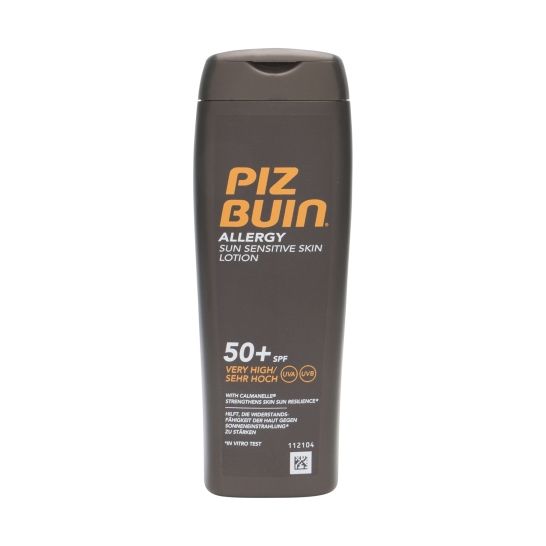 PIZ
BUIN®
ALLERGY
SUN SENSITIVE SKIN
LOTION
50+ SPF
VERY HIGH/
SEHR HOCH UVA UVB
WITH CALMANELLE®
STRENGTHENS SKIN SUN RESILIENCE*
HILFT, DIE WIDERSTANDS-
FÄHIGKEIT DER HAUT GEGEN
SONNENEINSTRAHLUNG*
ZU STÄRKEN
*IN VITRO TEST
112104